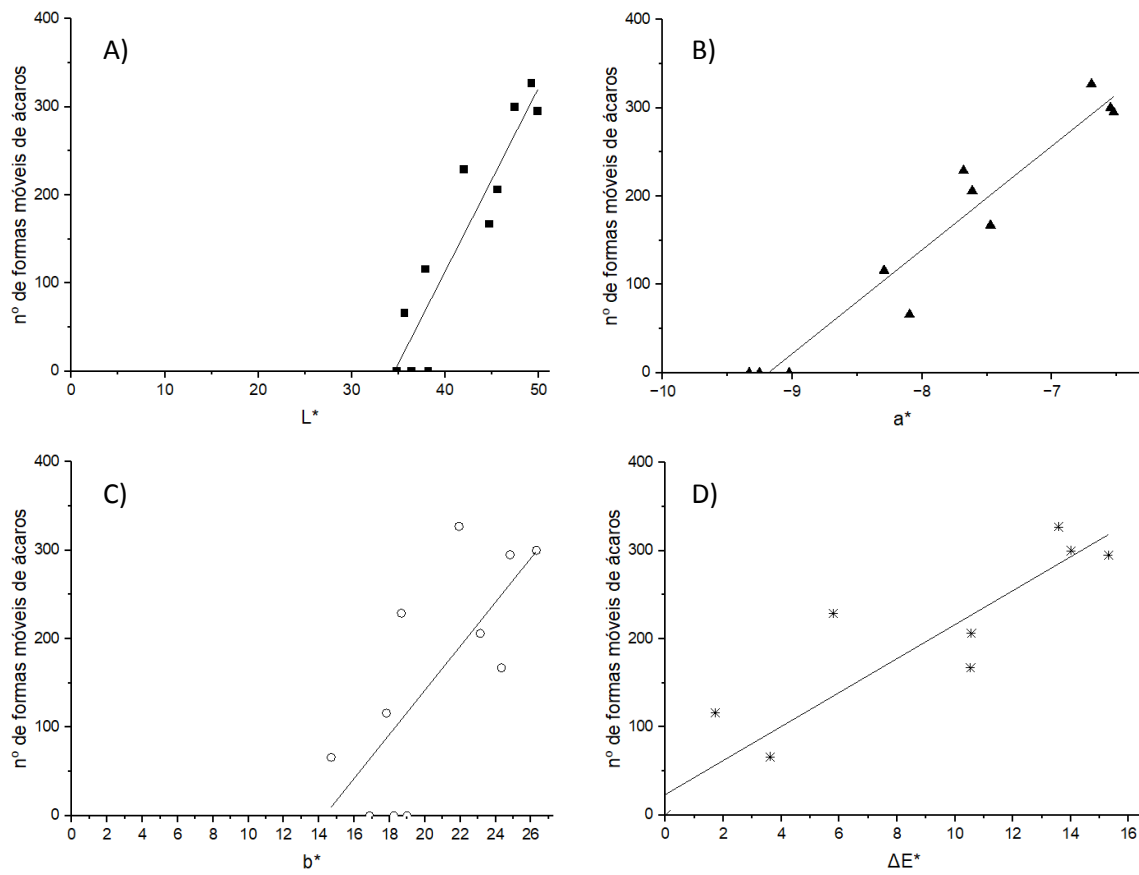 A)
nº de formas móveis de ácaros
400
300
200
100
0
0 10 20 30 40 50
L*
B)
nº de formas móveis de ácaros
400
300
200
100
0
−10 −9 −8 −7
a*
C)
nº de formas móveis de ácaros
400
300
200
100
0
0 2 4 6 8 10 12 14 16 18 20 22 24 26
b*
D)
nº de formas móveis de ácaros
400
300
200
100
0
0 2 4 6 8 10 12 14 16
ΔE*